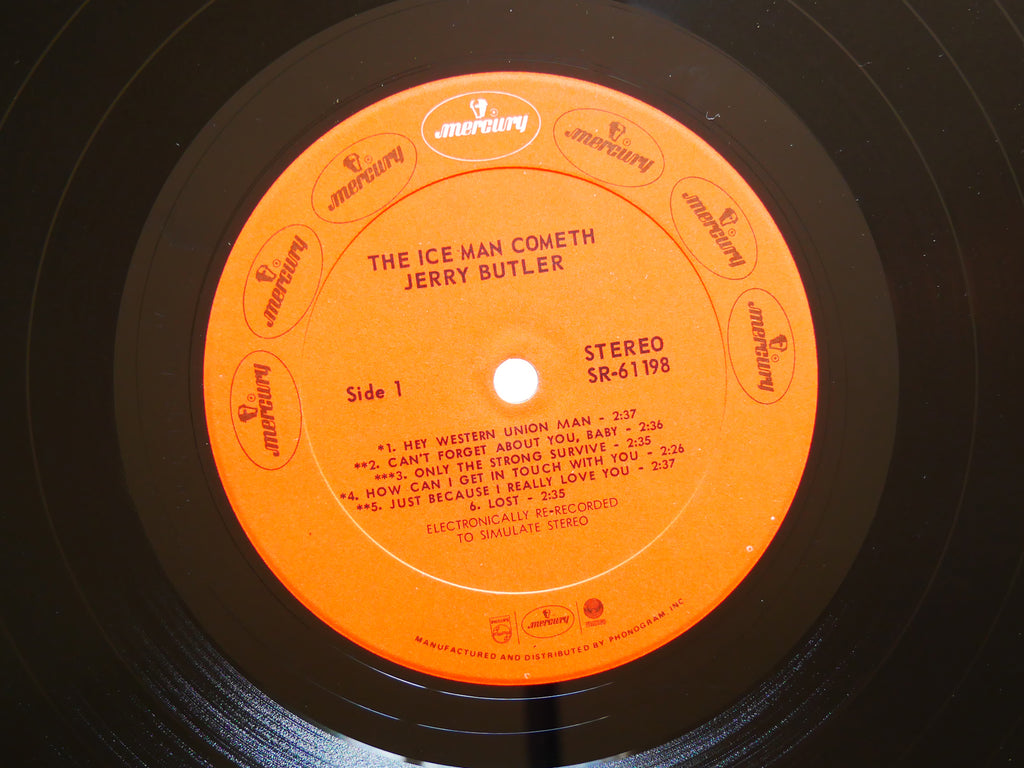 mercury
mercury
mercury
mercury
mercury
mercury
mercury
THE ICE MAN COMETH
JERRY BUTLER
STEREO
SR-61198
Side 1
*1. HEY WESTERN UNION MAN - 2:37
**2. CAN'T FORGET ABOUT YOU, BABY - 2:36
***3. ONLY THE STRONG SURVIVE - 2:35
*4. HOW CAN I GET IN TOUCH WITH YOU - 2:26
**5. JUST BECAUSE I REALLY LOVE YOU - 2:37
6. LOST - 2:35
ELECTRONICALLY RE-RECORDED
TO SIMULATE STEREO
mercury
MANUFACTURED AND DISTRIBUTED BY PHONOGRAM, INC